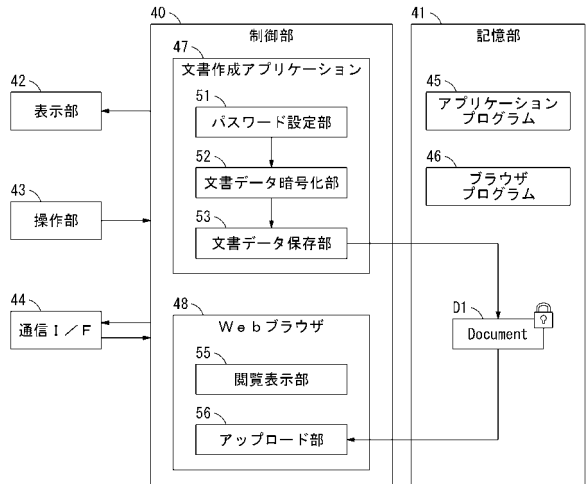 40
制御部
41
記憶部
47
文書作成アプリケーション
42
表示部
51
パスワード設定部
45
アプリケーション
プログラム
52
文書データ暗号化部
46
ブラウザ
プログラム
43
操作部
53
文書データ保存部
44
通信Ｉ／Ｆ
48
Ｗｅｂブラウザ
D1
Document
55
閲覧表示部
56
アップロード部